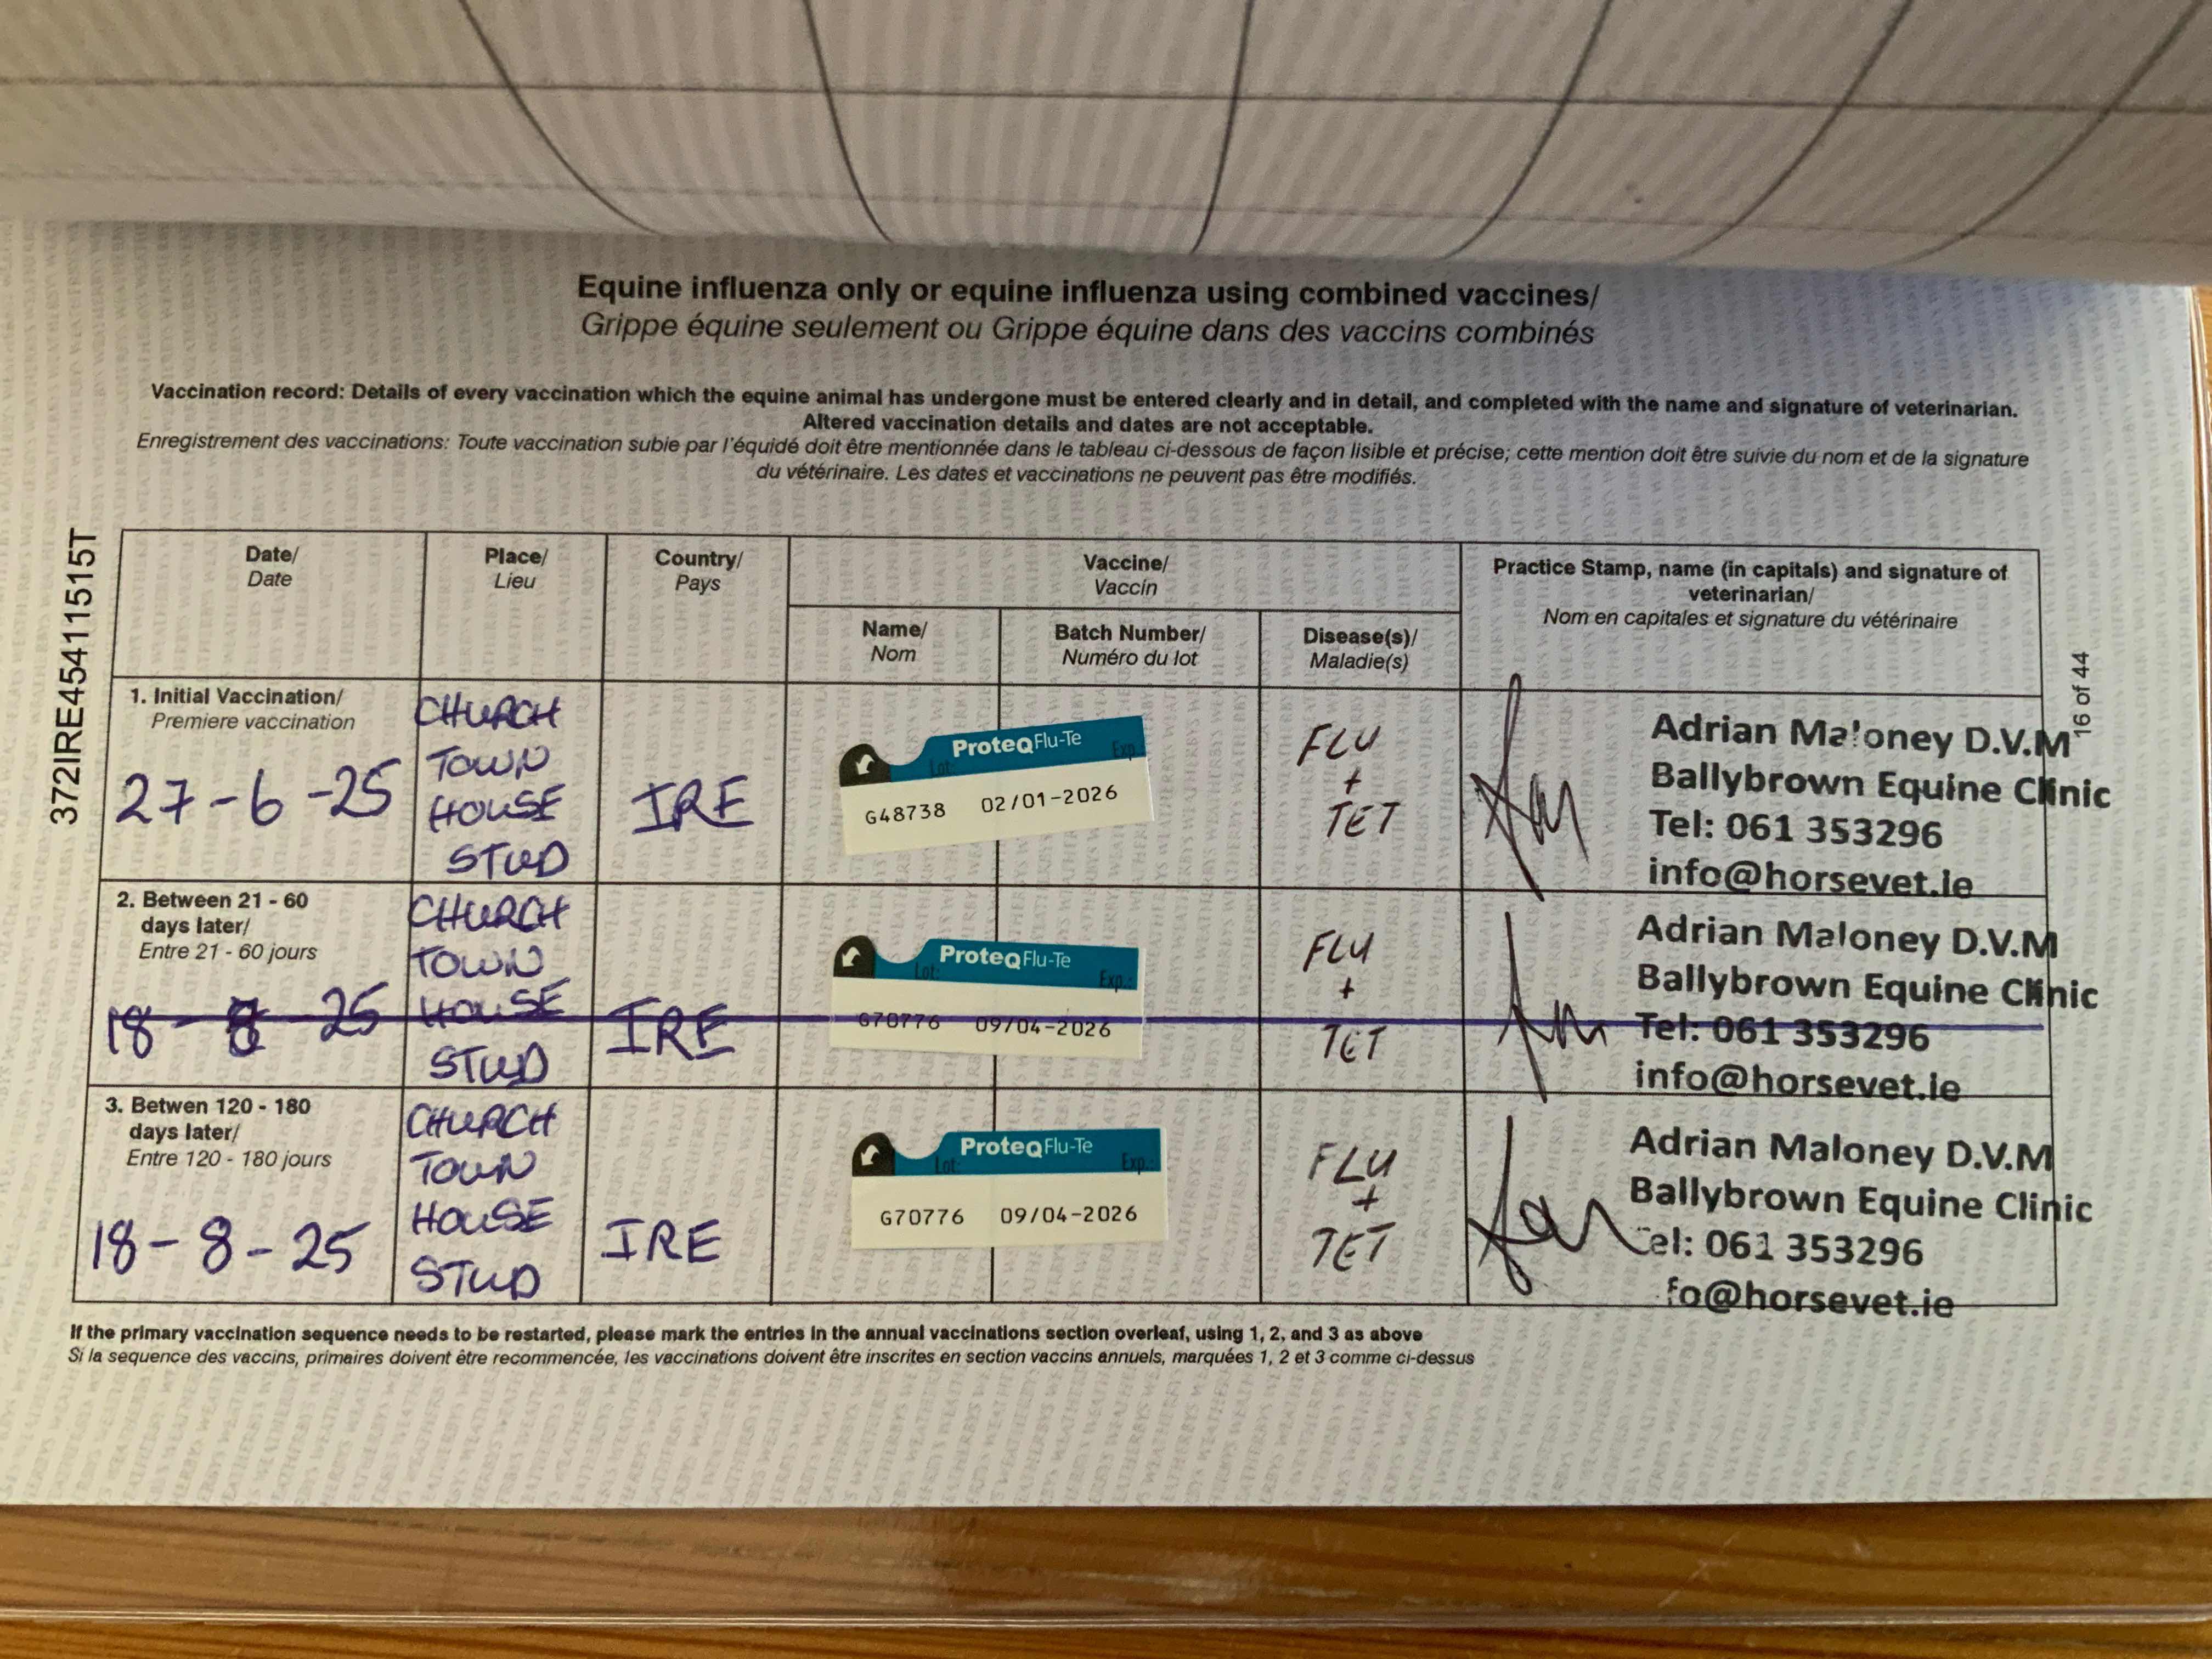 Equine influenza only or equine influenza using combined vaccines/
Grippe équine seulement ou Grippe équine dans des vaccins combinés
Vaccination record: Details of every vaccination which the equine animal has undergone must be entered clearly and in detail, and completed with the name and signature of veterinarian.
Altered vaccination details and dates are not acceptable.
Enregistrement des vaccinations: Toute vaccination subie par l'équidé doit être mentionnée dans le tableau ci-dessous de façon lisible et précise; cette mention doit être suivie du nom et de la signature
du vétérinaire. Les dates et vaccinations ne peuvent pas être modifiés.
372IRE45411515T
16 of 44
Date/
Date
Place/
Lieu
Country/
Pays
Vaccine/
Vaccin
Practice Stamp, name (in capitals) and signature of
veterinarian/
Nom en capitales et signature du vétérinaire
Name/
Nom
Batch Number/
Numéro du lot
Disease(s)/
Maladie(s)
1. Initial Vaccination/
Premiere vaccination
27-6-25
CHURCH
TOWN
HOUSE
STUD
IRE
ProteqFlu-Te
Lot: Exp.:
G48738 02/01-2026
FLU
+
TET
Adrian Maloney D.V.M
Ballybrown Equine Clinic
Tel: 061 353296
info@horsevet.ie
2. Between 21 - 60
days later/
Entre 21 - 60 jours
18-8-25
CHURCH
TOWN
HOUSE
STUD
IRE
ProteqFlu-Te
Lot: Exp.:
G70776 09/04-2026
FLU
+
TET
Adrian Maloney D.V.M
Ballybrown Equine Clinic
Tel: 061 353296
info@horsevet.ie
3. Betwen 120 - 180
days later/
Entre 120 - 180 jours
18-8-25
CHURCH
TOWN
HOUSE
STUD
IRE
ProteqFlu-Te
Lot: Exp.:
G70776 09/04-2026
FLU
+
TET
Adrian Maloney D.V.M
Ballybrown Equine Clinic
el: 061 353296
fo@horsevet.ie
If the primary vaccination sequence needs to be restarted, please mark the entries in the annual vaccinations section overleaf, using 1, 2, and 3 as above
Si la sequence des vaccins, primaires doivent être recommencée, les vaccinations doivent être inscrites en section vaccins annuels, marquées 1, 2 et 3 comme ci-dessus